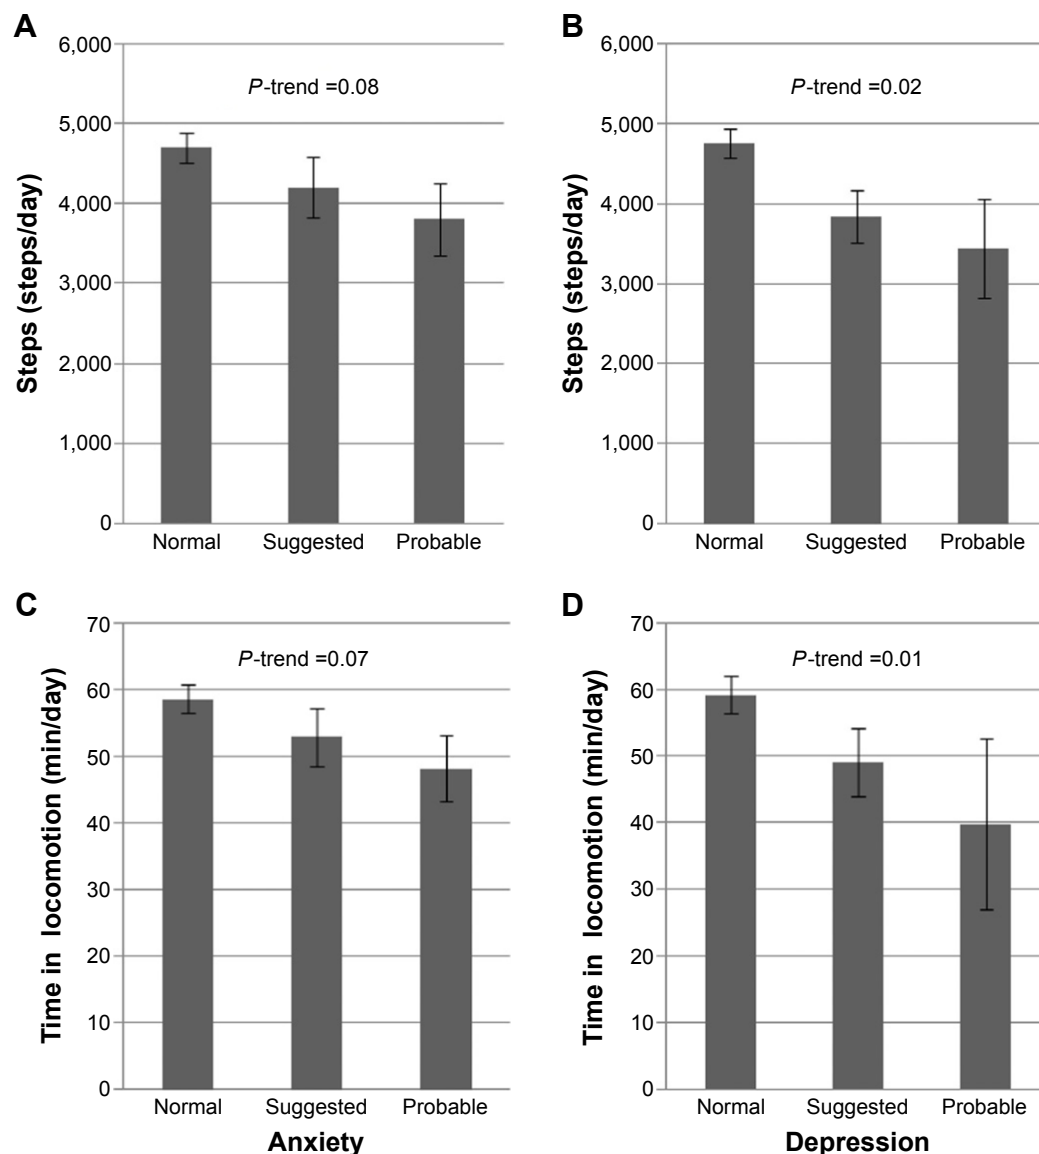 A
Steps (steps/day)
6,000
5,000
4,000
3,000
2,000
1,000
0
P-trend =0.08
Normal Suggested Probable
B
Steps (steps/day)
6,000
5,000
4,000
3,000
2,000
1,000
0
P-trend =0.02
Normal Suggested Probable
C
Time in locomotion (min/day)
70
60
50
40
30
20
10
0
P-trend =0.07
Normal Suggested Probable
Anxiety
D
Time in locomotion (min/day)
70
60
50
40
30
20
10
0
P-trend =0.01
Normal Suggested Probable
Depression